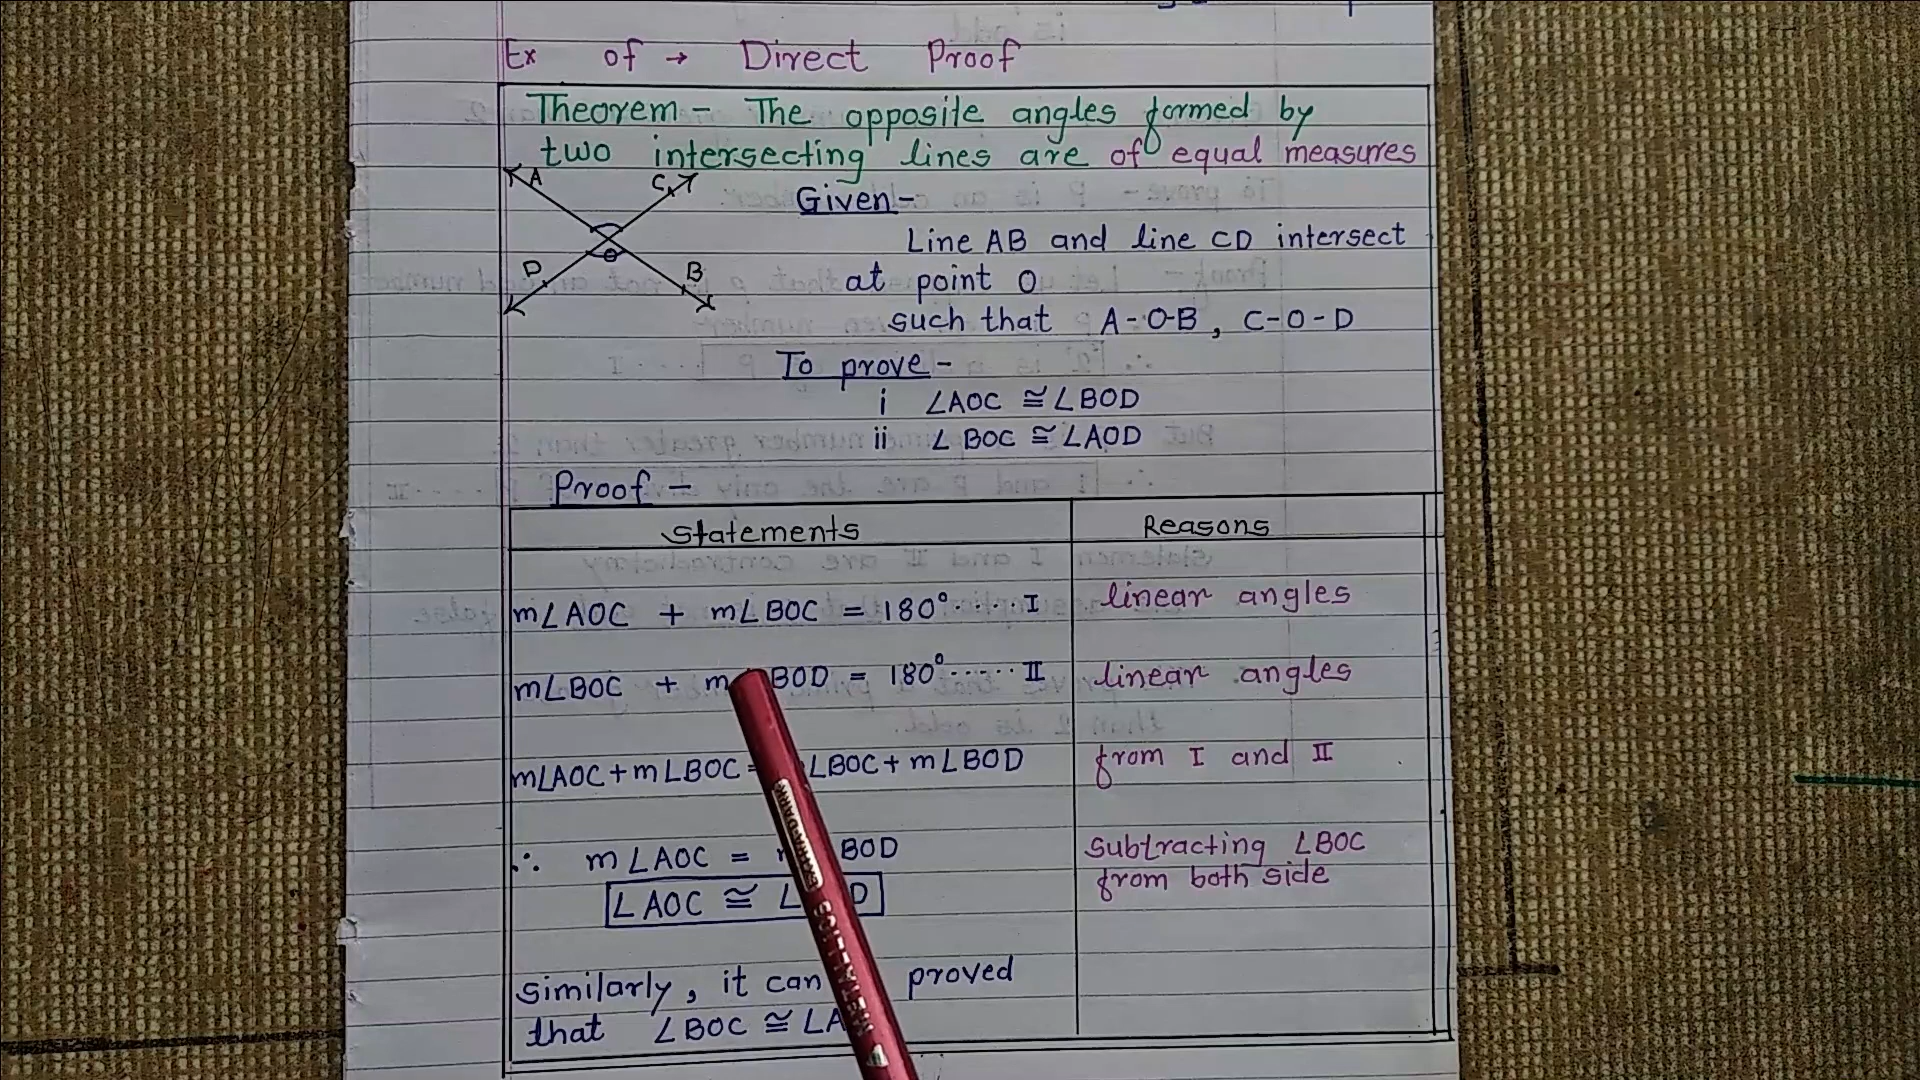 Ex of → Direct Proof
Theorem - The opposite angles formed by
two intersecting lines are of equal measures
A C
D O B
Given -
Line AB and line CD intersect
at point O
such that A-O-B, C-O-D
To prove -
i ∠AOC ≅ ∠BOD
ii ∠BOC ≅ ∠AOD
Proof -
Statements Reasons
m∠AOC + m∠BOC = 180° ..... I linear angles
m∠BOC + m BOD = 180° ..... II linear angles
m∠AOC + m∠BOC = ∠BOC + m∠BOD from I and II
∴ m∠AOC = BOD Subtracting ∠BOC
from both side
∠AOC ≅ ∠ D
Similarly, it can proved
that ∠BOC ≅ ∠A